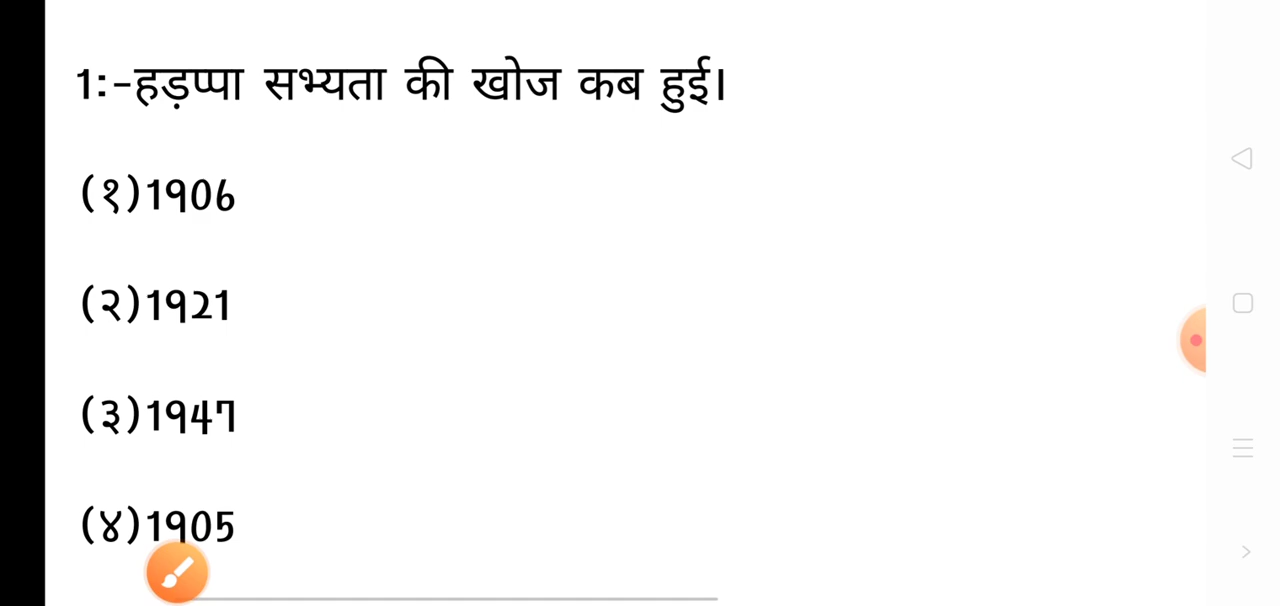 1:-हड़प्पा सभ्यता की खोज कब हुई।
(१)1906
(२)1921
(३)1947
(४)1905